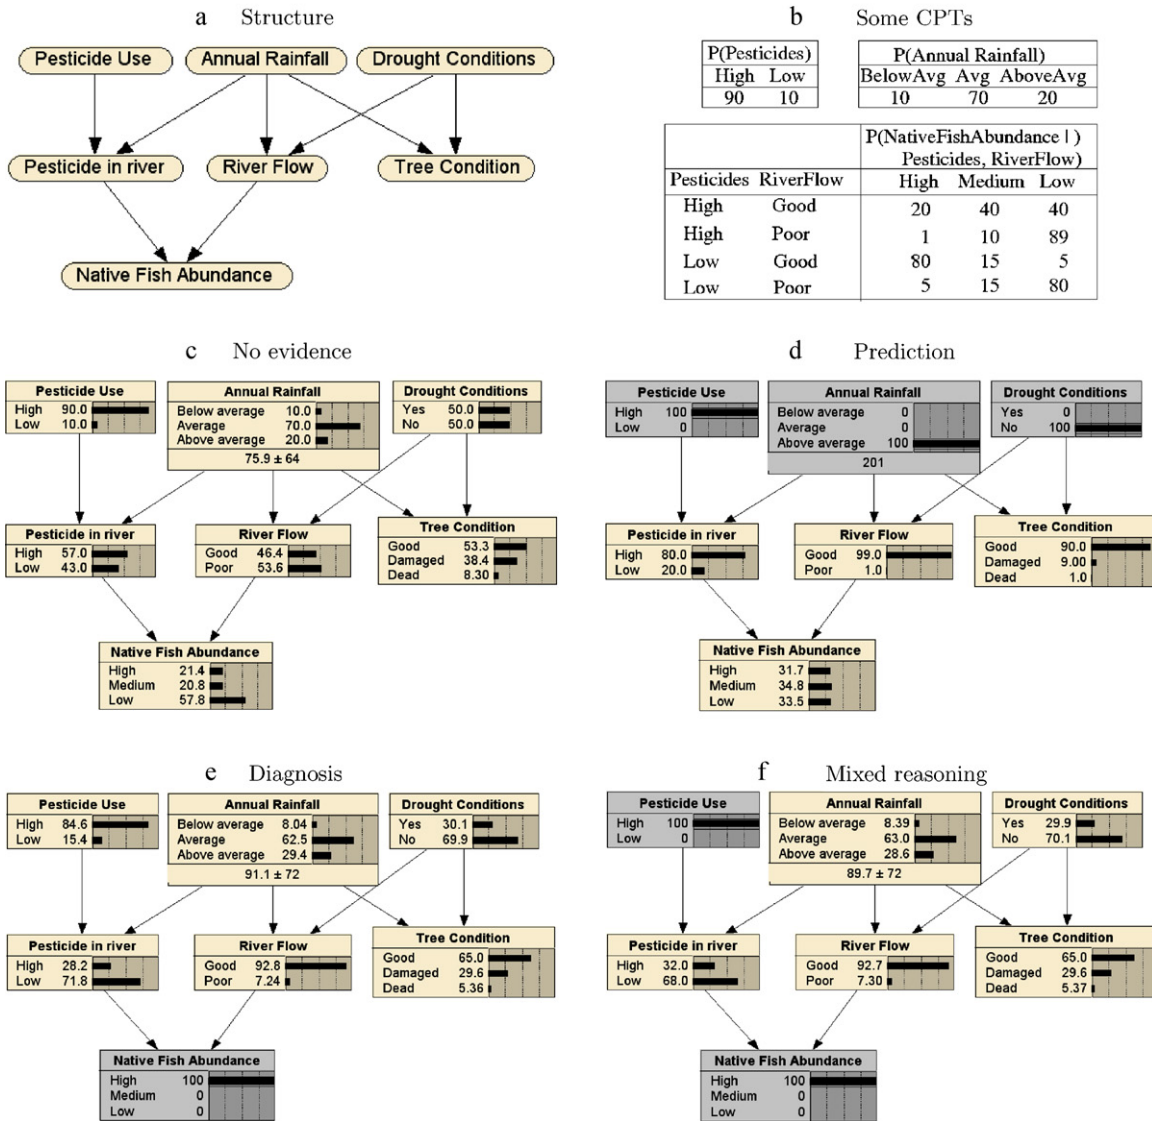 a Structure
Pesticide Use Annual Rainfall Drought Conditions
Pesticide in river River Flow Tree Condition
Native Fish Abundance
b Some CPTs
P(Pesticides)
High Low
90 10
P(Annual Rainfall)
BelowAvg Avg AboveAvg
10 70 20
P(NativeFishAbundance | )
Pesticides, RiverFlow)
Pesticides RiverFlow High Medium Low
High Good 20 40 40
High Poor 1 10 89
Low Good 80 15 5
Low Poor 5 15 80
c No evidence
Pesticide Use
High 90.0
Low 10.0
Annual Rainfall
Below average 10.0
Average 70.0
Above average 20.0
75.9 ± 64
Drought Conditions
Yes 50.0
No 50.0
Pesticide in river
High 57.0
Low 43.0
River Flow
Good 46.4
Poor 53.6
Tree Condition
Good 53.3
Damaged 38.4
Dead 8.30
Native Fish Abundance
High 21.4
Medium 20.8
Low 57.8
d Prediction
Pesticide Use
High 100
Low 0
Annual Rainfall
Below average 0
Average 0
Above average 100
201
Drought Conditions
Yes 0
No 100
Pesticide in river
High 80.0
Low 20.0
River Flow
Good 99.0
Poor 1.0
Tree Condition
Good 90.0
Damaged 9.00
Dead 1.0
Native Fish Abundance
High 31.7
Medium 34.8
Low 33.5
e Diagnosis
Pesticide Use
High 84.6
Low 15.4
Annual Rainfall
Below average 8.04
Average 62.5
Above average 29.4
91.1 ± 72
Drought Conditions
Yes 30.1
No 69.9
Pesticide in river
High 28.2
Low 71.8
River Flow
Good 92.8
Poor 7.24
Tree Condition
Good 65.0
Damaged 29.6
Dead 5.36
Native Fish Abundance
High 100
Medium 0
Low 0
f Mixed reasoning
Pesticide Use
High 100
Low 0
Annual Rainfall
Below average 8.39
Average 63.0
Above average 28.6
89.7 ± 72
Drought Conditions
Yes 29.9
No 70.1
Pesticide in river
High 32.0
Low 68.0
River Flow
Good 92.7
Poor 7.30
Tree Condition
Good 65.0
Damaged 29.6
Dead 5.37
Native Fish Abundance
High 100
Medium 0
Low 0